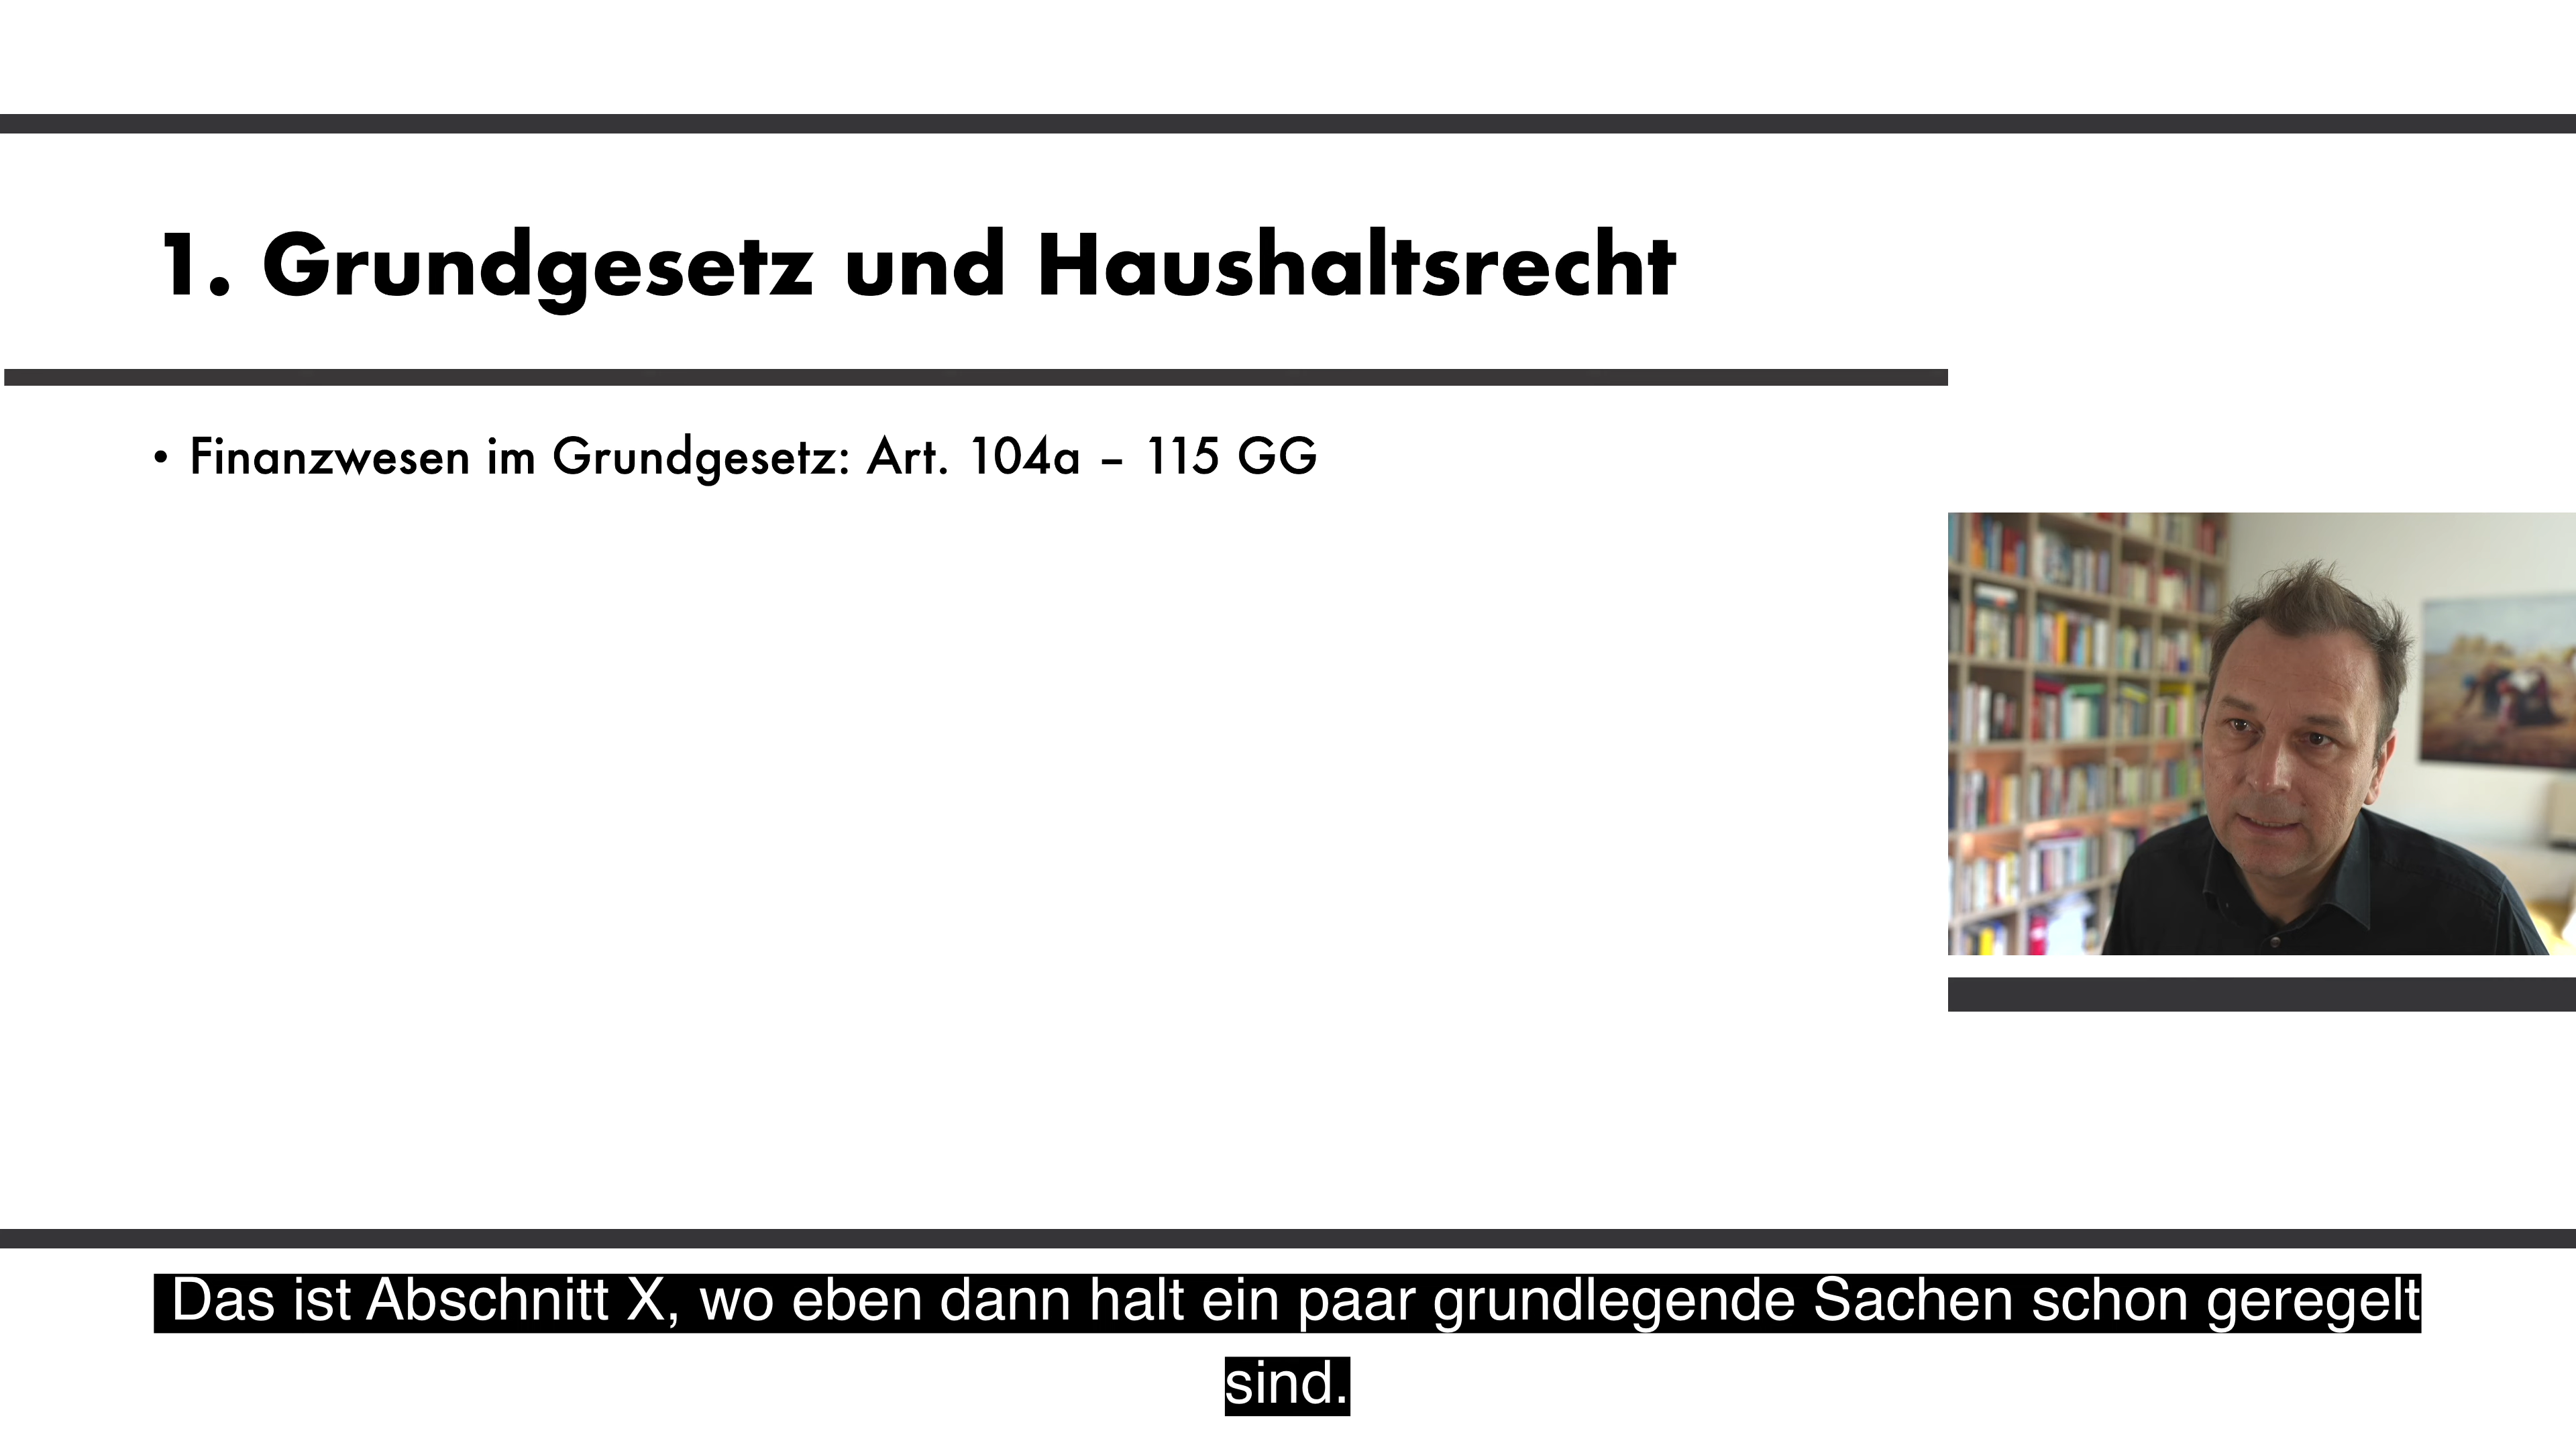 1. Grundgesetz und Haushaltsrecht
• Finanzwesen im Grundgesetz: Art. 104a – 115 GG
Das ist Abschnitt X, wo eben dann halt ein paar grundlegende Sachen schon geregelt
sind.